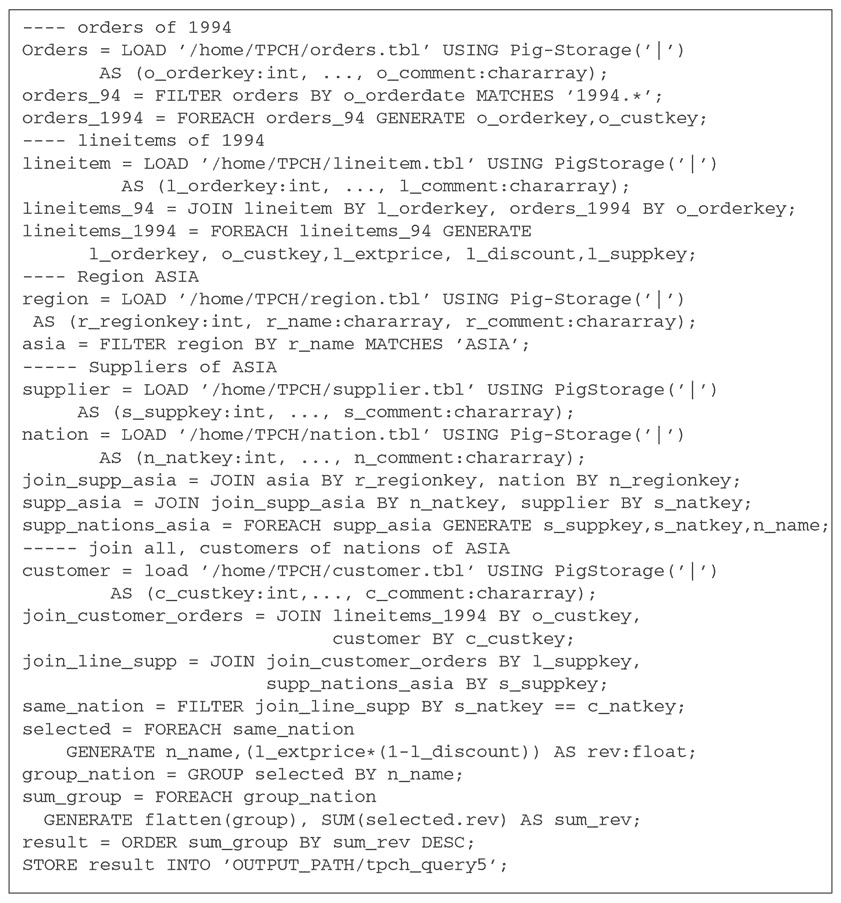 ---- orders of 1994
Orders = LOAD '/home/TPCH/orders.tbl' USING Pig-Storage('|')
       AS (o_orderkey:int, ..., o_comment:chararray);
orders_94 = FILTER orders BY o_orderdate MATCHES '1994.*';
orders_1994 = FOREACH orders_94 GENERATE o_orderkey,o_custkey;
---- lineitems of 1994
lineitem = LOAD '/home/TPCH/lineitem.tbl' USING PigStorage('|')
         AS (l_orderkey:int, ..., l_comment:chararray);
lineitems_94 = JOIN lineitem BY l_orderkey, orders_1994 BY o_orderkey;
lineitems_1994 = FOREACH lineitems_94 GENERATE
      l_orderkey, o_custkey,l_extprice, l_discount,l_suppkey;
---- Region ASIA
region = LOAD '/home/TPCH/region.tbl' USING Pig-Storage('|')
 AS (r_regionkey:int, r_name:chararray, r_comment:chararray);
asia = FILTER region BY r_name MATCHES 'ASIA';
----- Suppliers of ASIA
supplier = LOAD '/home/TPCH/supplier.tbl' USING PigStorage('|')
     AS (s_suppkey:int, ..., s_comment:chararray);
nation = LOAD '/home/TPCH/nation.tbl' USING Pig-Storage('|')
       AS (n_natkey:int, ..., n_comment:chararray);
join_supp_asia = JOIN asia BY r_regionkey, nation BY n_regionkey;
supp_asia = JOIN join_supp_asia BY n_natkey, supplier BY s_natkey;
supp_nations_asia = FOREACH supp_asia GENERATE s_suppkey,s_natkey,n_name;
----- join all, customers of nations of ASIA
customer = load '/home/TPCH/customer.tbl' USING PigStorage('|')
        AS (c_custkey:int,..., c_comment:chararray);
join_customer_orders = JOIN lineitems_1994 BY o_custkey,
                            customer BY c_custkey;
join_line_supp = JOIN join_customer_orders BY l_suppkey,
                      supp_nations_asia BY s_suppkey;
same_nation = FILTER join_line_supp BY s_natkey == c_natkey;
selected = FOREACH same_nation
    GENERATE n_name,(l_extprice*(1-l_discount)) AS rev:float;
group_nation = GROUP selected BY n_name;
sum_group = FOREACH group_nation
  GENERATE flatten(group), SUM(selected.rev) AS sum_rev;
result = ORDER sum_group BY sum_rev DESC;
STORE result INTO 'OUTPUT_PATH/tpch_query5';